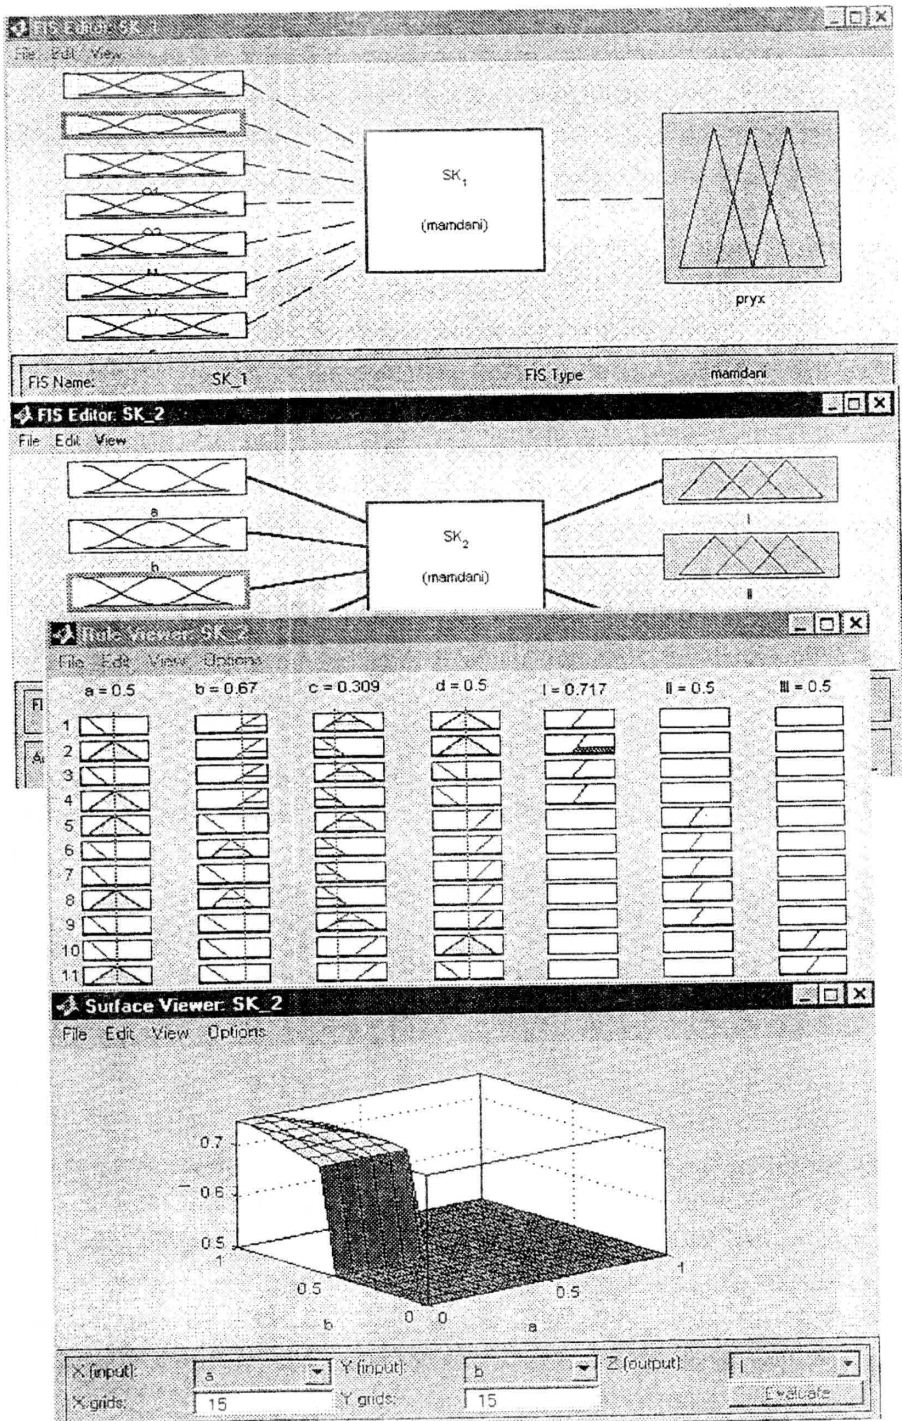 FIS Editor: SK_1
File Edit View
SK₁
(mamdani)
pryx
FIS Name: SK_1 FIS Type mamdani
FIS Editor: SK_2
File Edit View
a
b
SK₂
(mamdani)
I
II
Rule Viewer: SK_2
File Edit View Options
a = 0.5 b = 0.67 c = 0.309 d = 0.5 I = 0.717 II = 0.5 III = 0.5
1
2
3
4
5
6
7
8
9
10
11
Surface Viewer: SK_2
File Edit View Options
0.7
0.6
0.5
I
1
0.5
0
b
0
0.5
1
a
X (input): a Y (input): b Z (output): I
X grids: 15 Y grids: 15 Evaluate